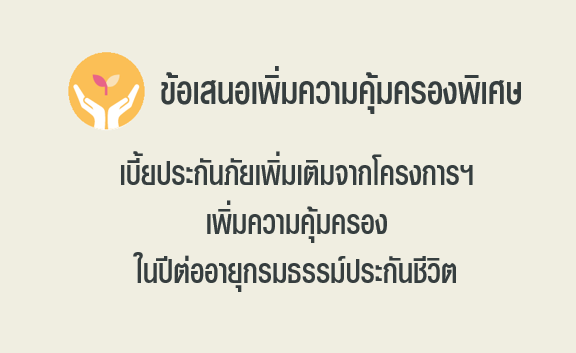 ข้อเสนอเพิ่มความคุ้มครองพิเศษ
เบี้ยประกันภัยเพิ่มเติมจากโครงการฯ
เพิ่มความคุ้มครอง
ในปีต่ออายุกรมธรรม์ประกันชีวิต